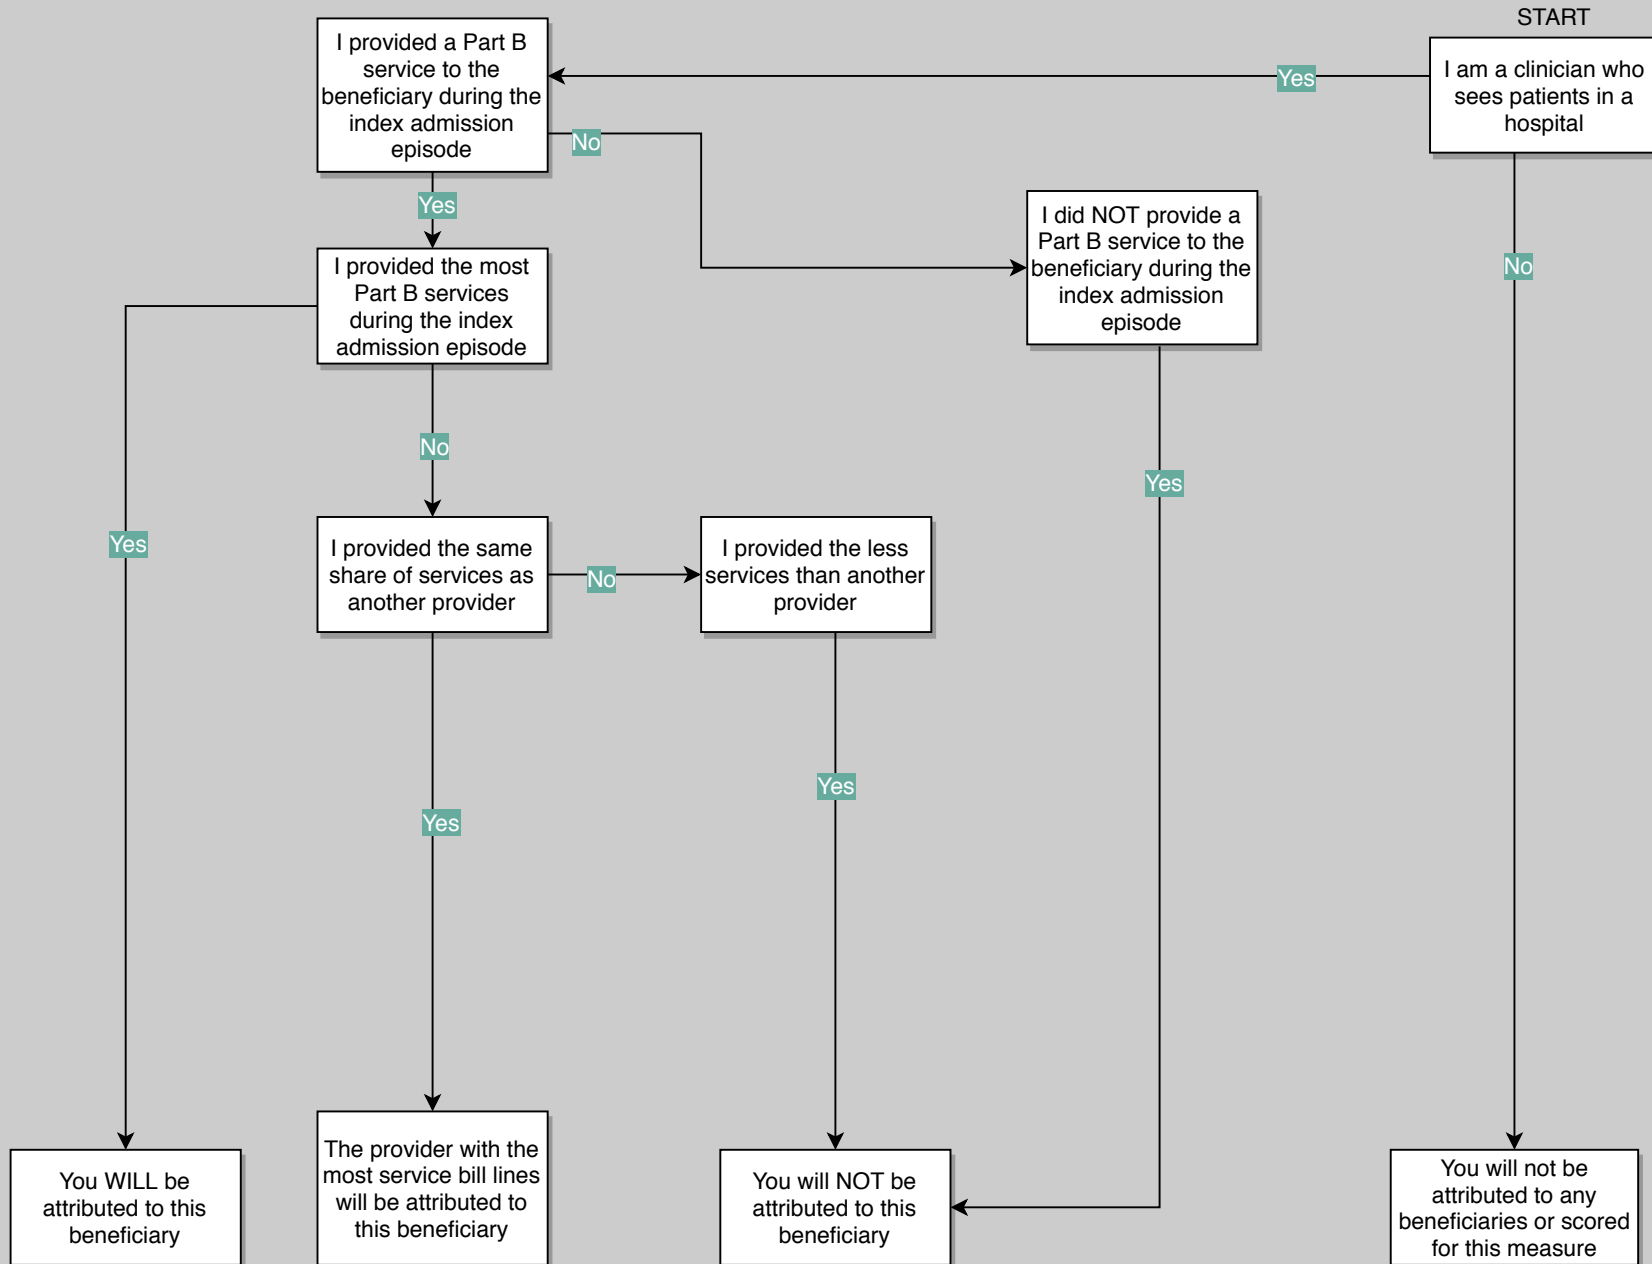 START
I am a clinician who
sees patients in a
hospital
Yes
No
I provided a Part B
service to the
beneficiary during the
index admission
episode
No
Yes
I did NOT provide a
Part B service to the
beneficiary during the
index admission
episode
Yes
I provided the most
Part B services
during the index
admission episode
Yes
No
I provided the same
share of services as
another provider
No
I provided the less
services than another
provider
Yes
Yes
You WILL be
attributed to this
beneficiary
The provider with the
most service bill lines
will be attributed to
this beneficiary
You will NOT be
attributed to this
beneficiary
You will not be
attributed to any
beneficiaries or scored
for this measure